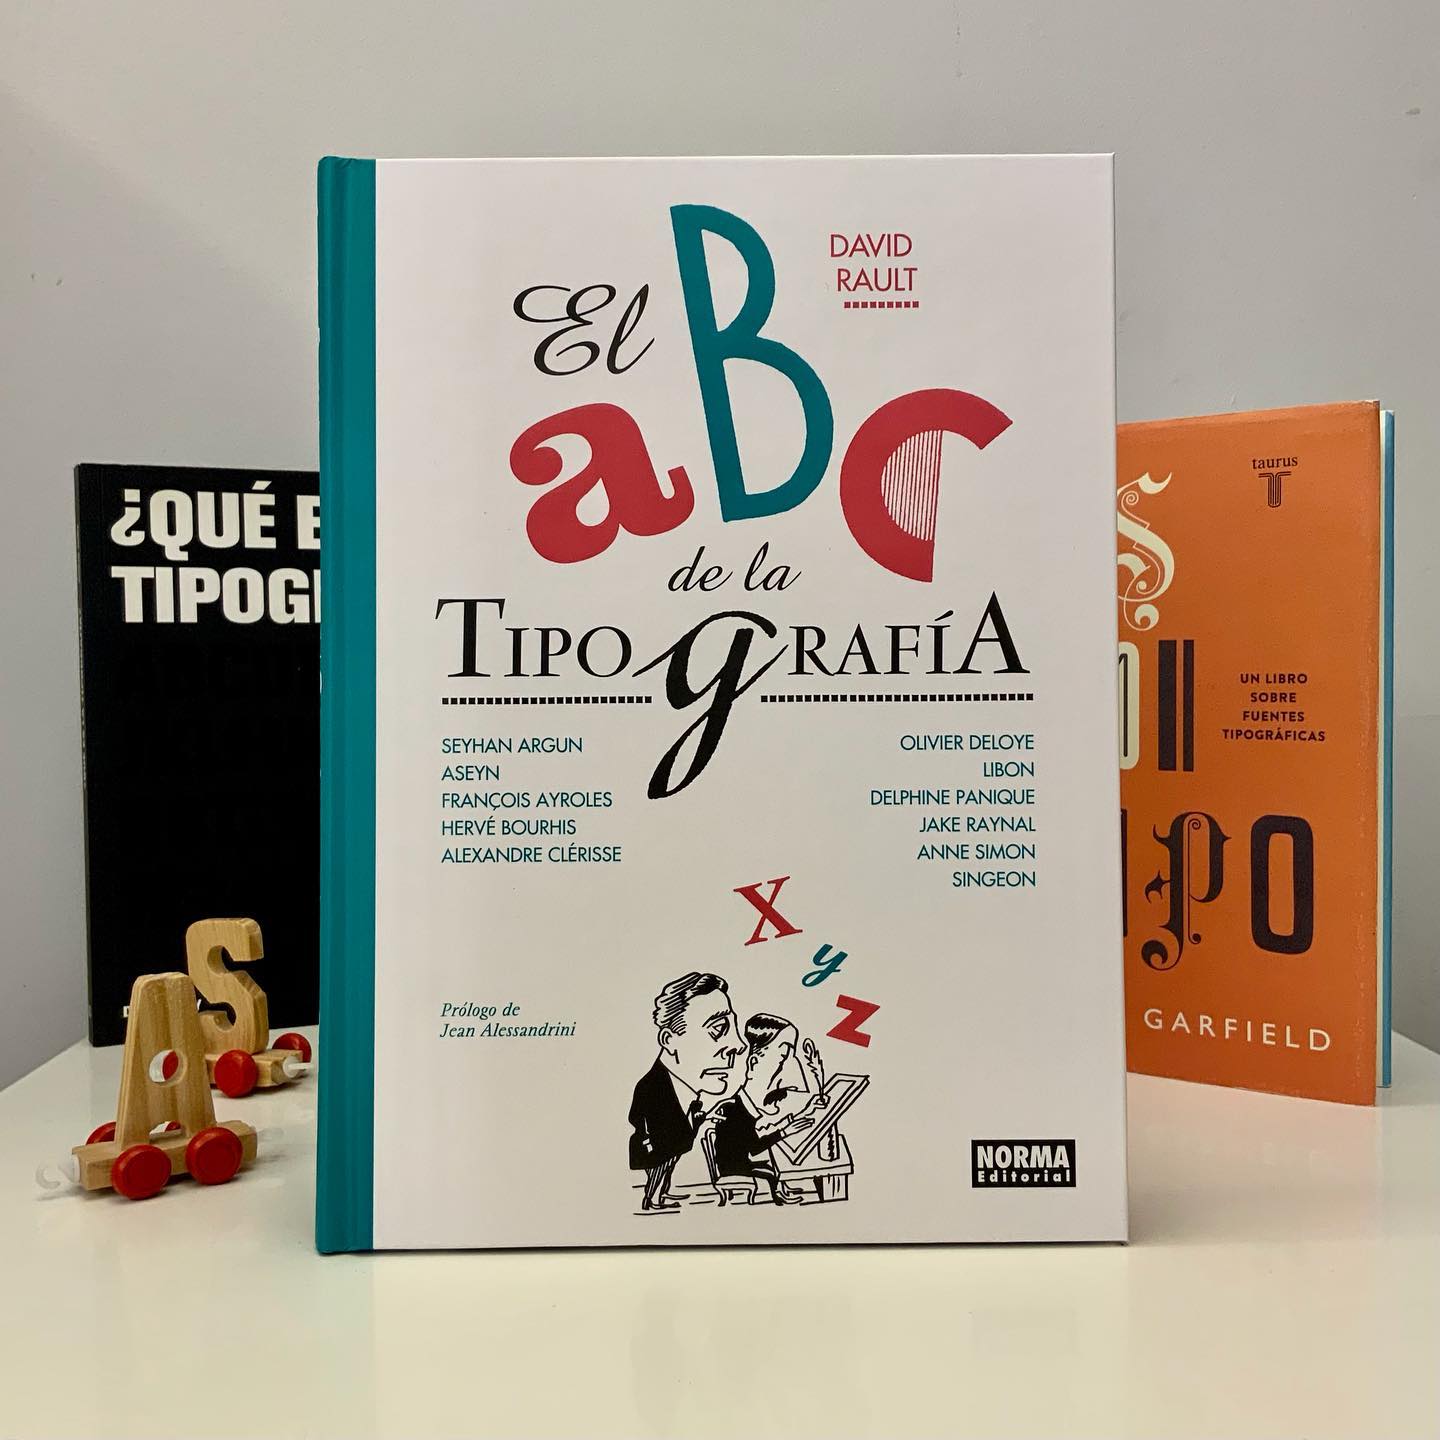 El
aBc
DAVID
RAULT
de la
TIPOgRAFÍA
SEYHAN ARGUN
ASEYN
FRANÇOIS AYROLES
HERVÉ BOURHIS
ALEXANDRE CLÉRISSE
OLIVIER DELOYE
LIBON
DELPHINE PANIQUE
JAKE RAYNAL
ANNE SIMON
SINGEON
X
y
Z
Prólogo de
Jean Alessandrini
NORMA
Editorial
¿QUÉ E
TIPOG
A
S
taurus
T
UN LIBRO
SOBRE
FUENTES
TIPOGRÁFICAS
IPO
GARFIELD